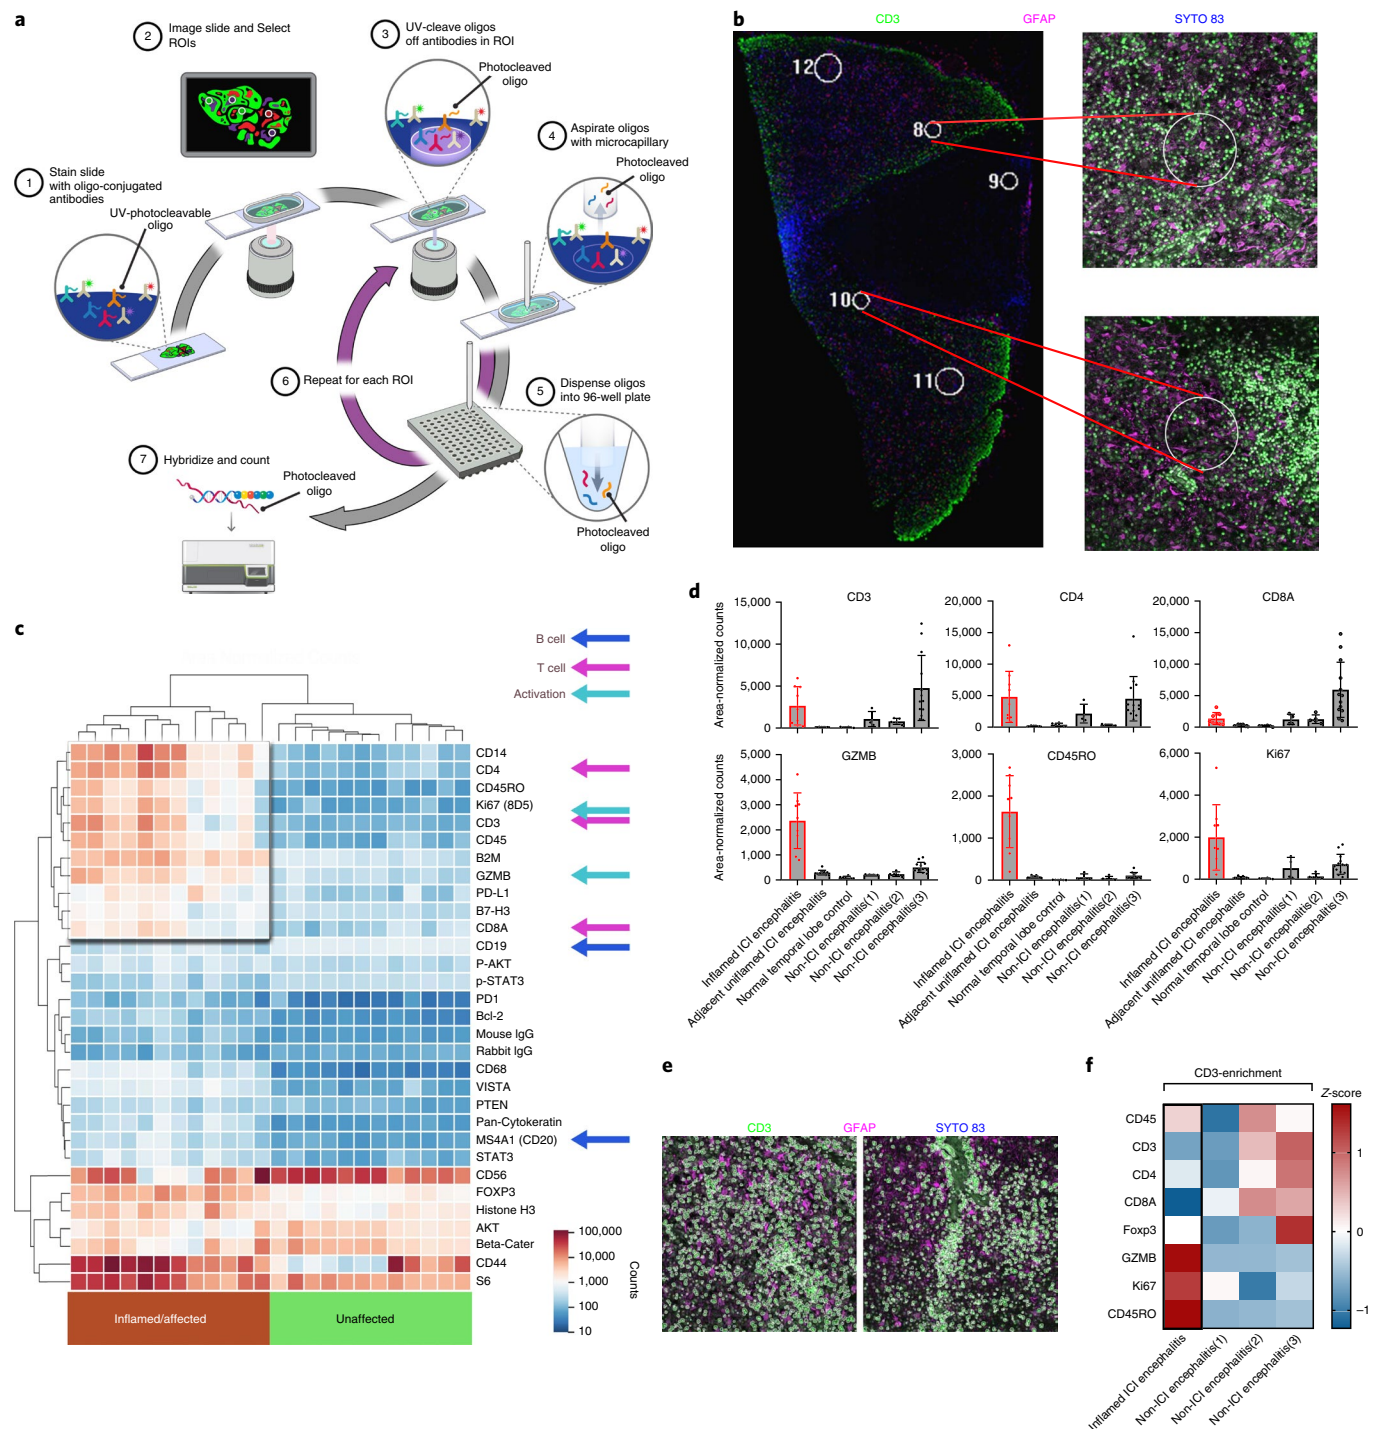 a
2
Image slide and Select
ROIs
3
UV-cleave oligos
off antibodies in ROI
Photocleaved
oligo
4
Aspirate oligos
with microcapillary
Photocleaved
oligo
1
Stain slide
with oligo-conjugated
antibodies
UV-photocleavable
oligo
6
Repeat for each ROI
5
Dispense oligos
into 96-well plate
Photocleaved
oligo
7
Hybridize and count
Photocleaved
oligo
b
CD3
GFAP
SYTO 83
12
8
9
10
11
c
B cell
T cell
Activation
CD14
CD4
CD45RO
Ki67 (8D5)
CD3
CD45
B2M
GZMB
PD-L1
B7-H3
CD8A
CD19
P-AKT
p-STAT3
PD1
Bcl-2
Mouse IgG
Rabbit IgG
CD68
VISTA
PTEN
Pan-Cytokeratin
MS4A1 (CD20)
STAT3
CD56
FOXP3
Histone H3
AKT
Beta-Cater
CD44
S6
Inflamed/affected
Unaffected
100,000
10,000
1,000
100
10
Counts
d
CD3
Area-normalized counts
15,000
10,000
5,000
0
CD4
20,000
15,000
10,000
5,000
0
CD8A
20,000
15,000
10,000
5,000
0
GZMB
Area-normalized counts
5,000
4,000
3,000
2,000
1,000
0
CD45RO
3,000
2,000
1,000
0
Ki67
6,000
4,000
2,000
0
Inflamed ICI encephalitis
Adjacent uniflamed ICI encephalitis
Normal temporal lobe control
Non-ICI encephalitis(1)
Non-ICI encephalitis(2)
Non-ICI encephalitis(3)
Inflamed ICI encephalitis
Adjacent uniflamed ICI encephalitis
Normal temporal lobe control
Non-ICI encephalitis(1)
Non-ICI encephalitis(2)
Non-ICI encephalitis(3)
Inflamed ICI encephalitis
Adjacent uniflamed ICI encephalitis
Normal temporal lobe control
Non-ICI encephalitis(1)
Non-ICI encephalitis(2)
Non-ICI encephalitis(3)
e
CD3
GFAP
SYTO 83
f
CD3-enrichment
Z-score
CD45
CD3
CD4
CD8A
Foxp3
GZMB
Ki67
CD45RO
1
0
–1
Inflamed ICI encephalitis
Non-ICI encephalitis(1)
Non-ICI encephalitis(2)
Non-ICI encephalitis(3)